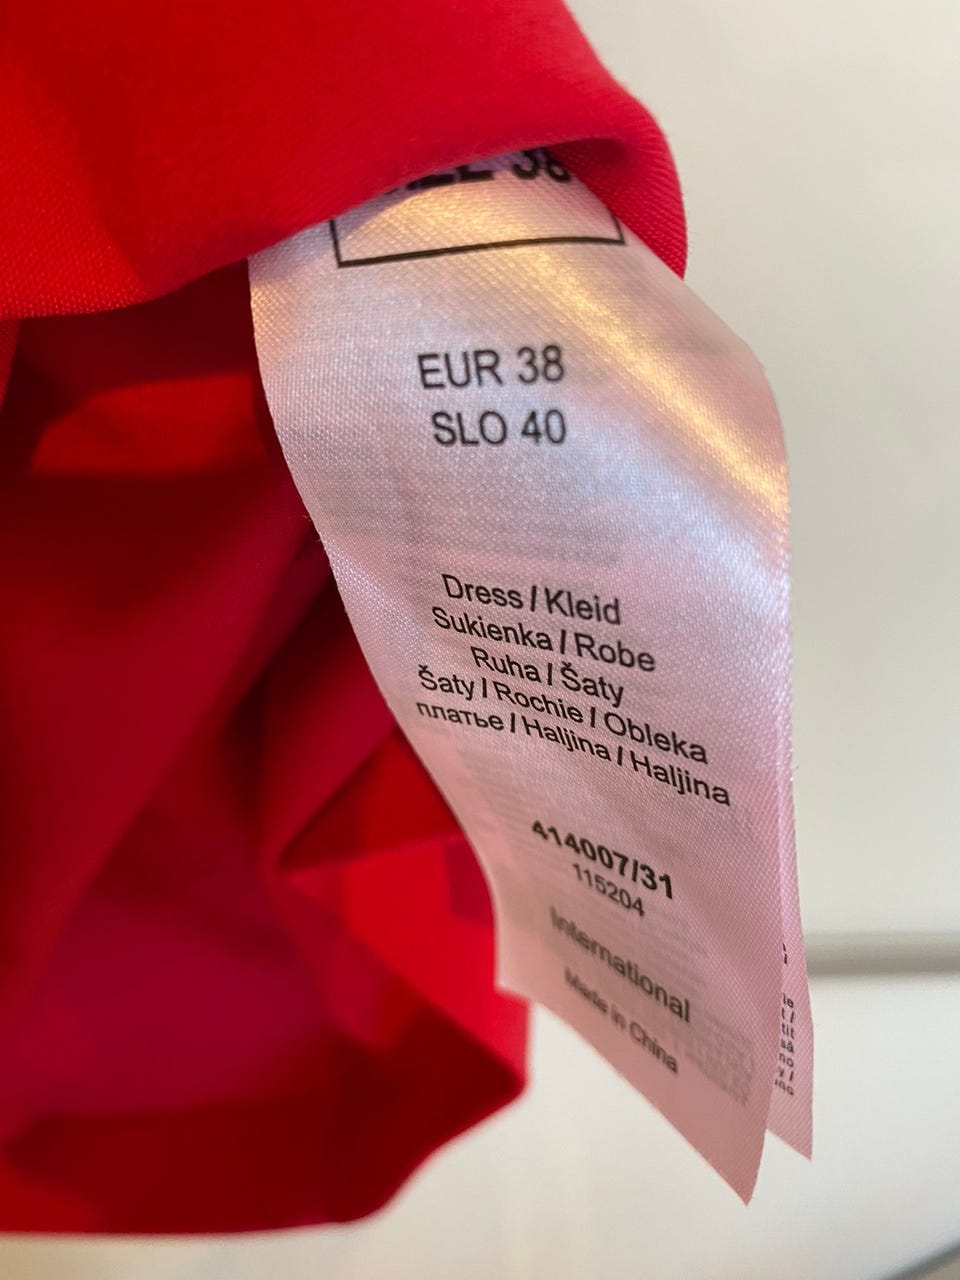 38
EUR 38
SLO 40
Dress / Kleid
Sukienka / Robe
Ruha / Šaty
Šaty / Rochie / Obleka
платье / Haljina / Haljina
414007/31
115204
International
Made in China